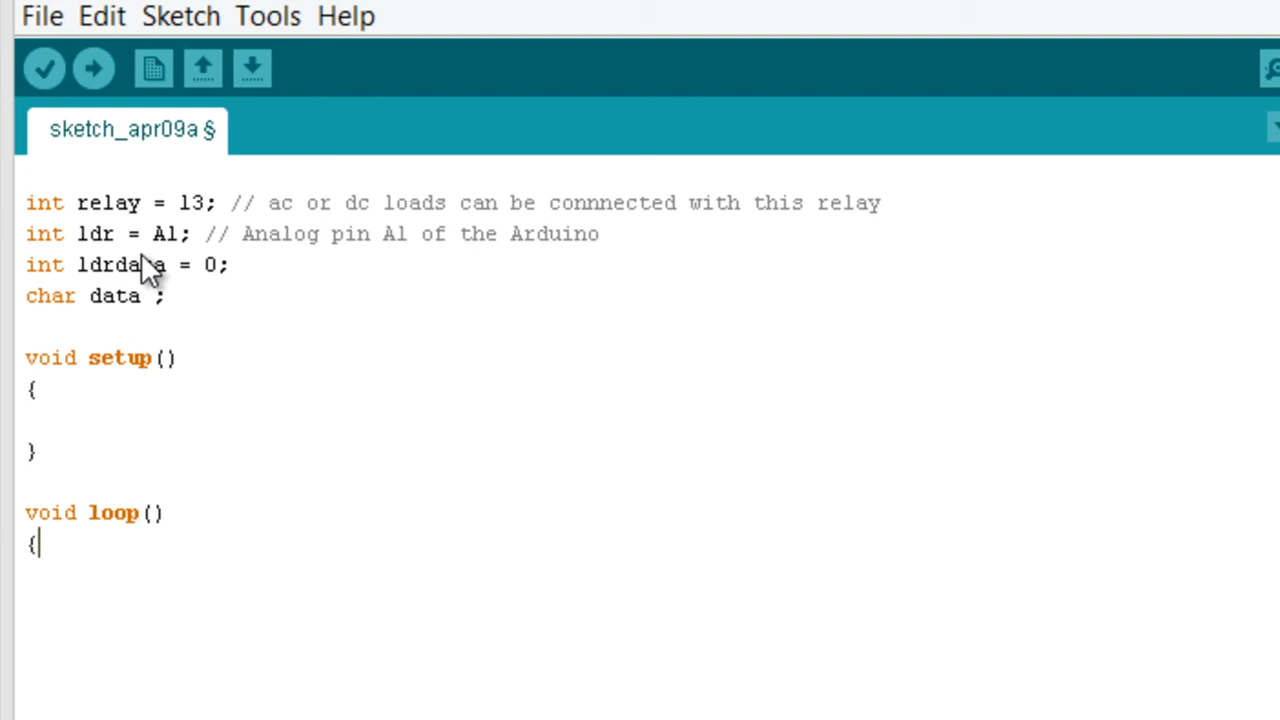 File Edit Sketch Tools Help
sketch_apr09a §
int relay = 13; // ac or dc loads can be connnected with this relay
int ldr = A1; // Analog pin A1 of the Arduino
int ldrdata = 0;
char data ;
void setup()
{
}
void loop()
{